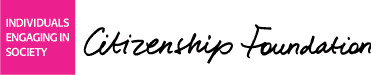 INDIVIDUALS
ENGAGING IN
SOCIETY
Citizenship Foundation